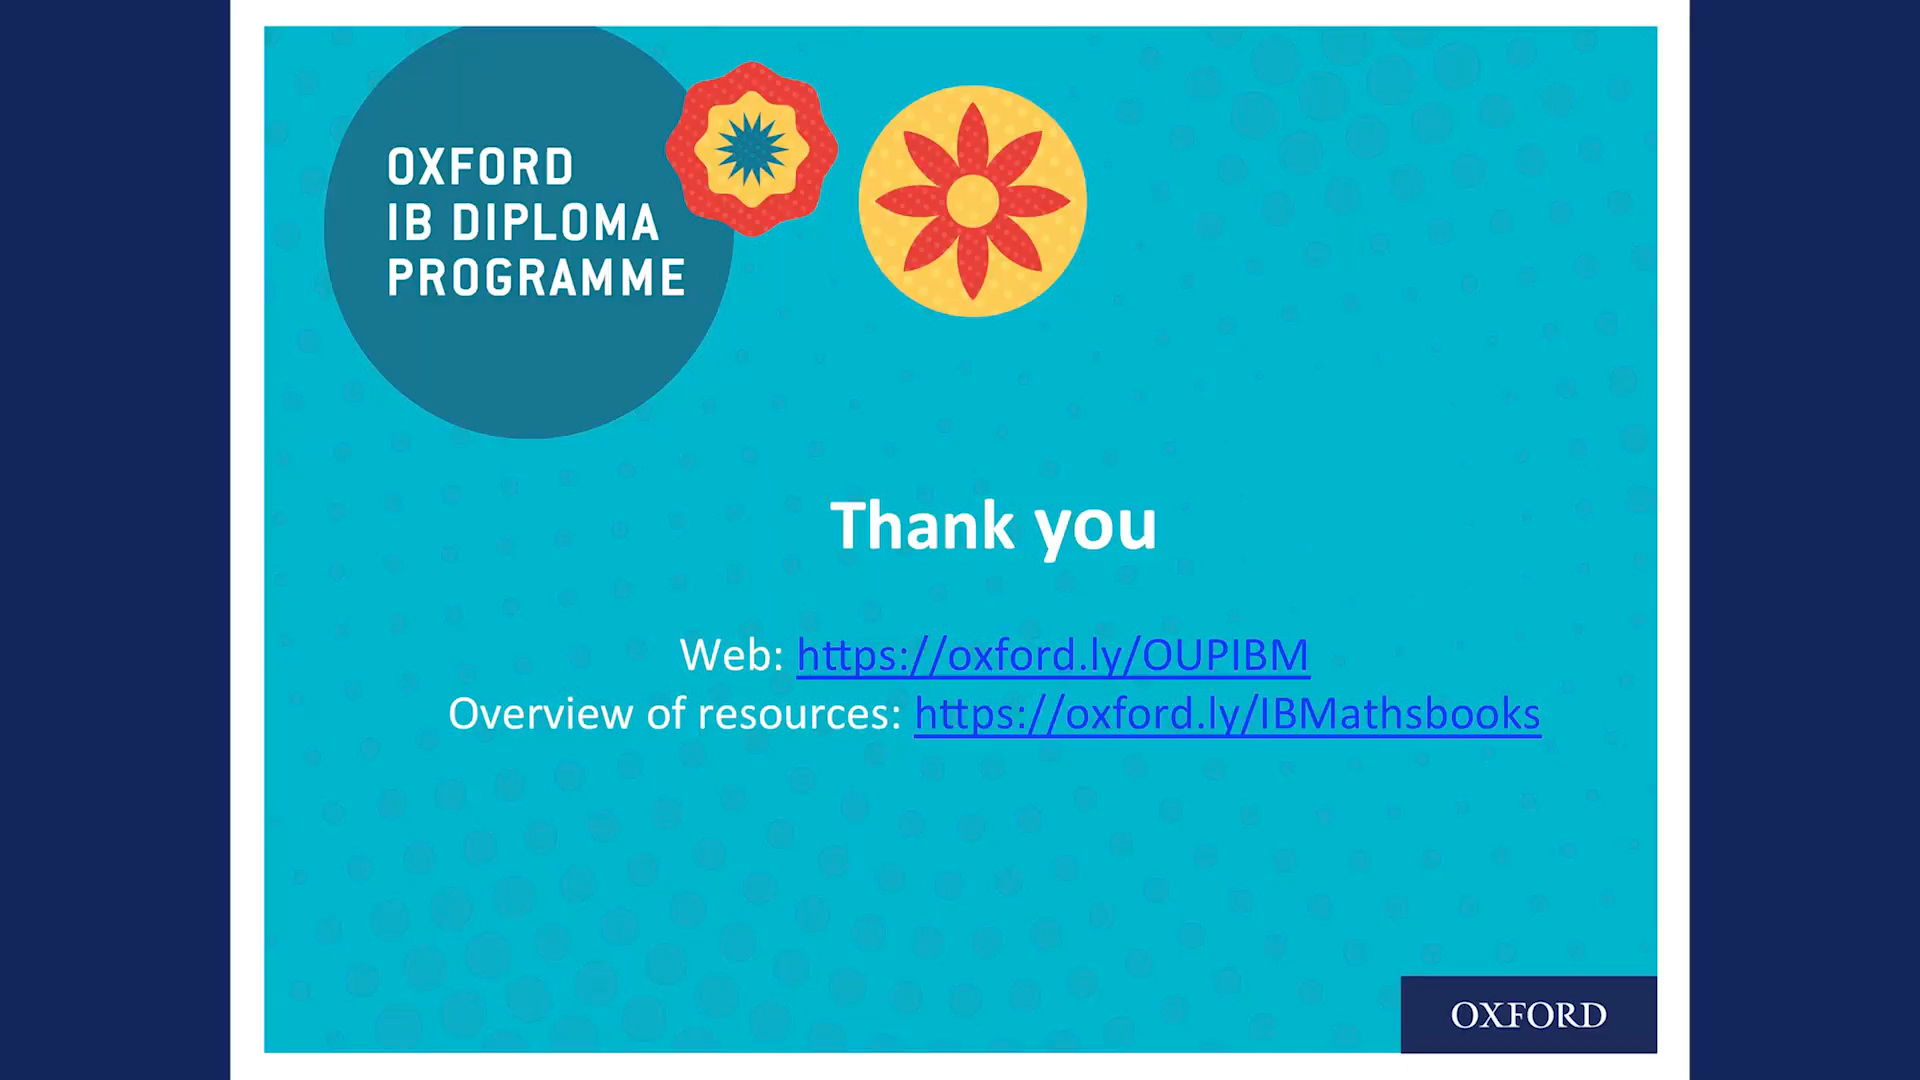 OXFORD
IB DIPLOMA
PROGRAMME
Thank you
Web: https://oxford.ly/OUPIBM
Overview of resources: https://oxford.ly/IBMathsbooks
OXFORD